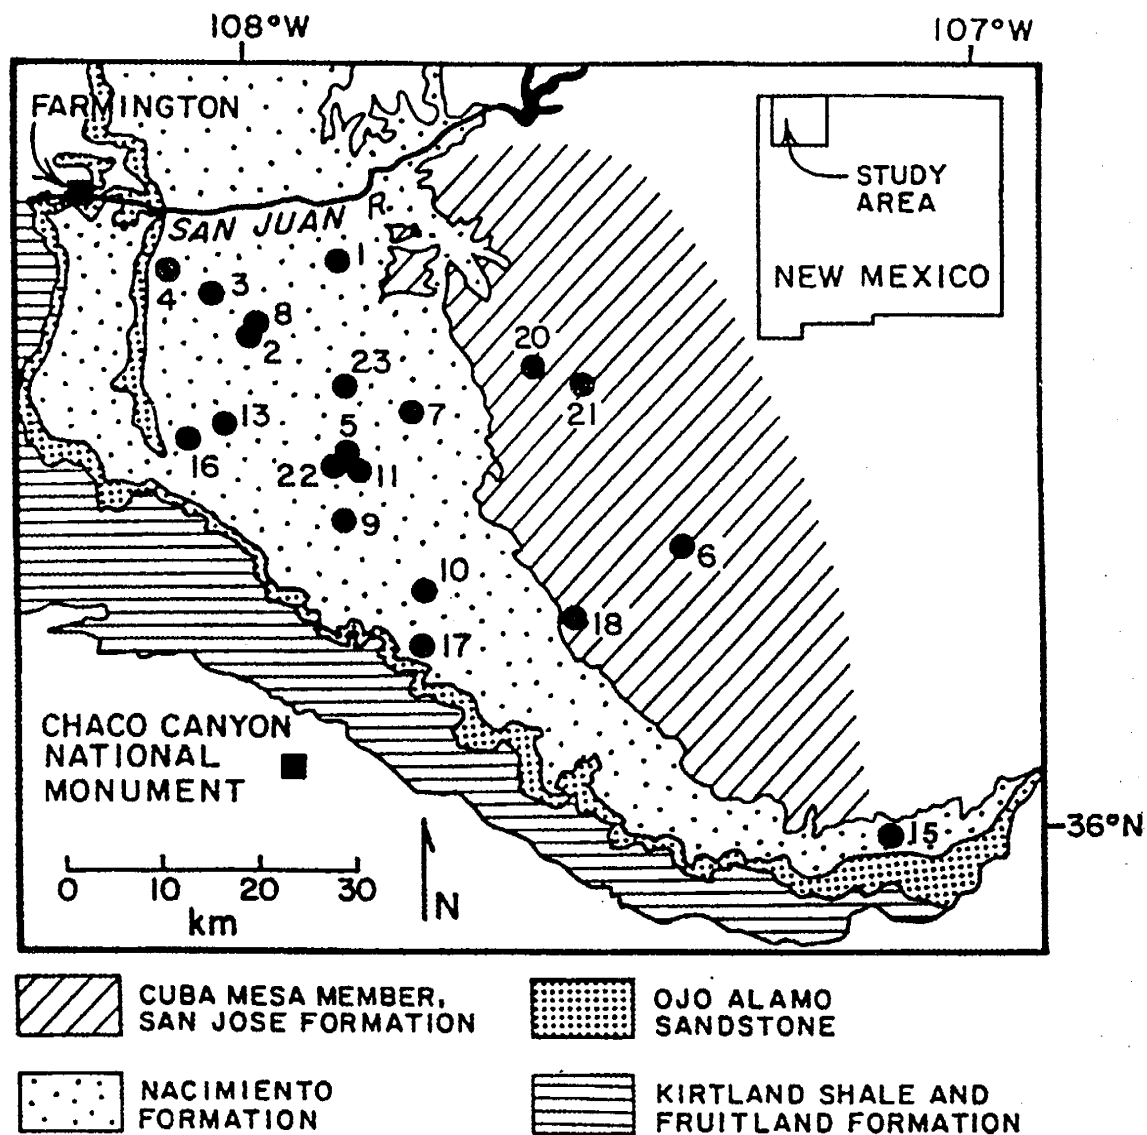 108°W
107°W
FARMINGTON
STUDY
AREA
NEW MEXICO
SAN JUAN R.
1
4
3
8
2
20
21
23
7
13
5
16
22
11
9
6
10
18
17
CHACO CANYON
NATIONAL
MONUMENT
15
36°N
0 10 20 30
km
N
CUBA MESA MEMBER,
SAN JOSE FORMATION
OJO ALAMO
SANDSTONE
NACIMIENTO
FORMATION
KIRTLAND SHALE AND
FRUITLAND FORMATION